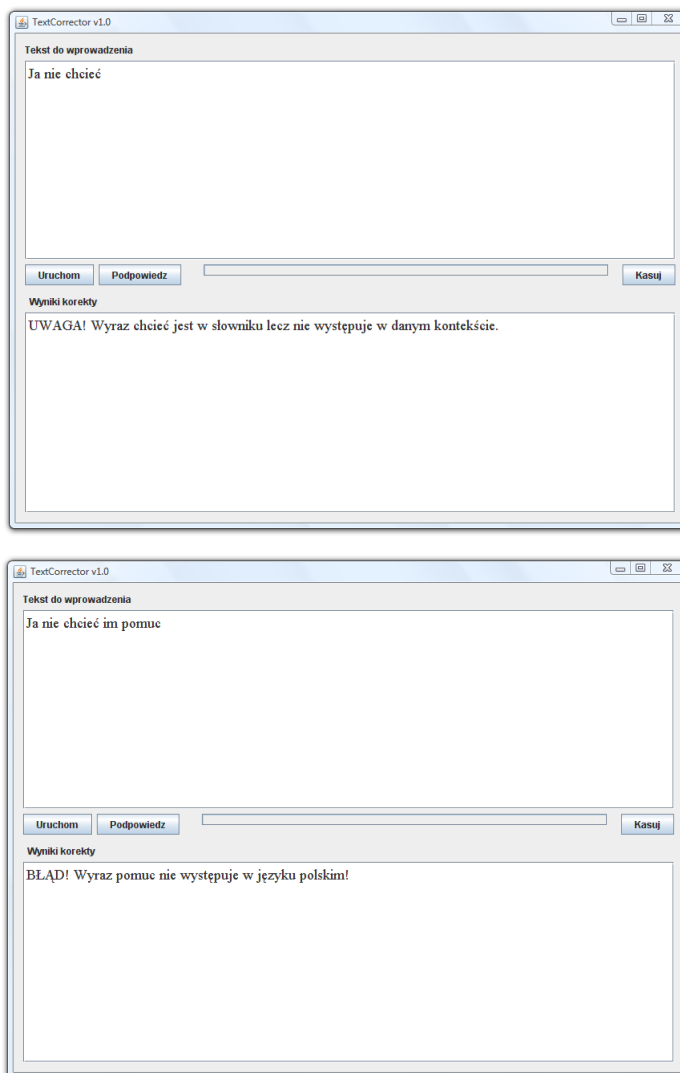 TextCorrector v1.0
Tekst do wprowadzenia
Ja nie chcieć
Uruchom Podpowiedz Kasuj
Wyniki korekty
UWAGA! Wyraz chcieć jest w słowniku lecz nie występuje w danym kontekście.
TextCorrector v1.0
Tekst do wprowadzenia
Ja nie chcieć im pomuc
Uruchom Podpowiedz Kasuj
Wyniki korekty
BŁĄD! Wyraz pomuc nie występuje w języku polskim!